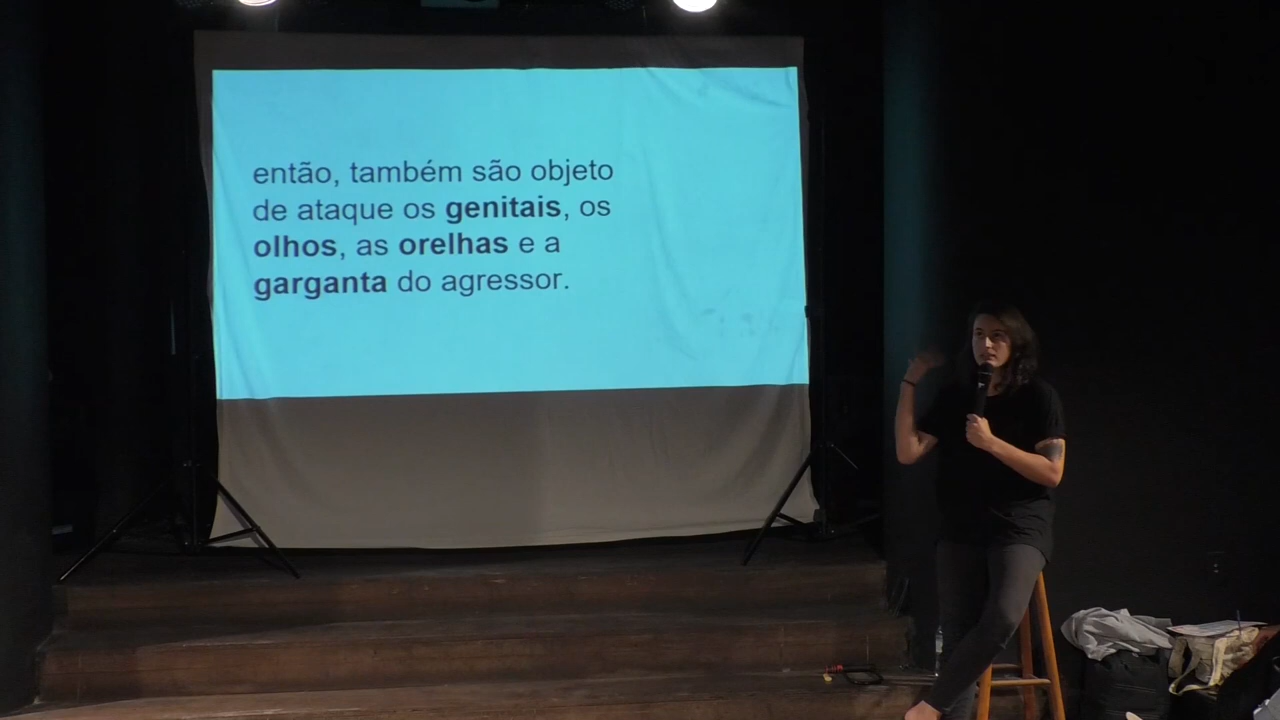 então, também são objeto
de ataque os genitais, os
olhos, as orelhas e a
garganta do agressor.